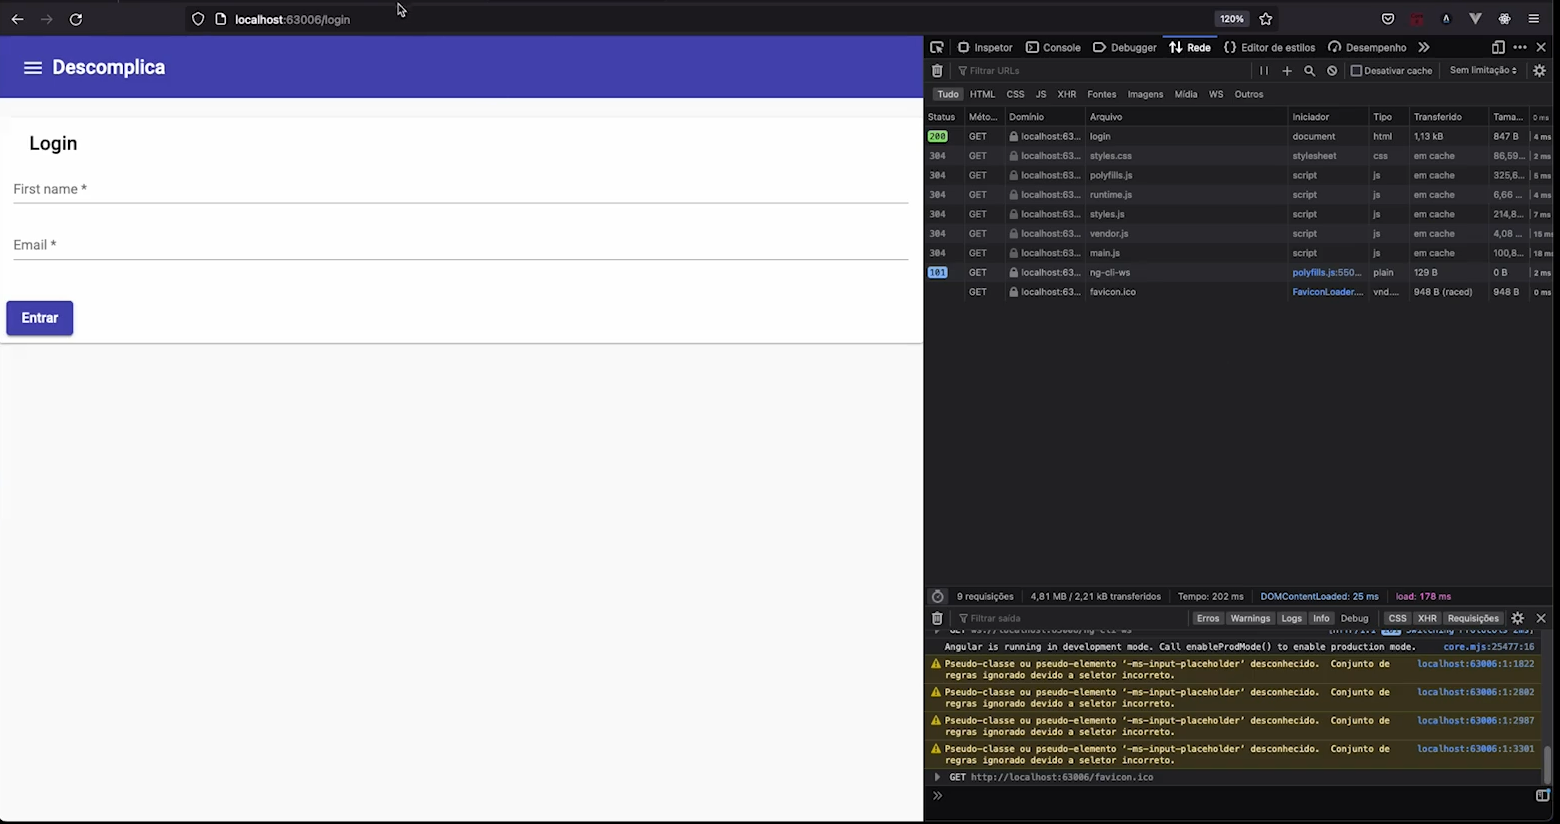 localhost:63006/login
120%
Descomplica
Login
First name *
Email *
Entrar
Inspetor Console Debugger Rede Editor de estilos Desempenho
Filtrar URLs
Desativar cache Sem limitação
Tudo HTML CSS JS XHR Fontes Imagens Mídia WS Outros
Status Méto... Domínio Arquivo Iniciador Tipo Transferido Tama... 0 ms
200 GET localhost:63... login document html 1,13 kB 847 B 4 ms
304 GET localhost:63... styles.css stylesheet css em cache 86,59... 2 ms
304 GET localhost:63... polyfills.js script js em cache 325,6... 5 ms
304 GET localhost:63... runtime.js script js em cache 6,66 ... 4 ms
304 GET localhost:63... styles.js script js em cache 214,8... 7 ms
304 GET localhost:63... vendor.js script js em cache 4,08 ... 15 ms
304 GET localhost:63... main.js script js em cache 100,8... 18 ms
101 GET localhost:63... ng-cli-ws polyfills.js:550... plain 129 B 0 B 2 ms
GET localhost:63... favicon.ico FaviconLoader.... vnd.... 948 B (raced) 948 B 0 ms
9 requisições 4,81 MB / 2,21 kB transferidos Tempo: 202 ms DOMContentLoaded: 25 ms load: 178 ms
Filtrar saída
Erros Warnings Logs Info Debug CSS XHR Requisições
GET ws://localhost:63006/ng-cli-ws [HTTP/1.1 101 Switching Protocols 2ms]
Angular is running in development mode. Call enableProdMode() to enable production mode. core.mjs:25477:16
Pseudo-classe ou pseudo-elemento ‘-ms-input-placeholder’ desconhecido. Conjunto de localhost:63006:1:1822
regras ignorado devido a seletor incorreto.
Pseudo-classe ou pseudo-elemento ‘-ms-input-placeholder’ desconhecido. Conjunto de localhost:63006:1:2802
regras ignorado devido a seletor incorreto.
Pseudo-classe ou pseudo-elemento ‘-ms-input-placeholder’ desconhecido. Conjunto de localhost:63006:1:2987
regras ignorado devido a seletor incorreto.
Pseudo-classe ou pseudo-elemento ‘-ms-input-placeholder’ desconhecido. Conjunto de localhost:63006:1:3301
regras ignorado devido a seletor incorreto.
GET http://localhost:63006/favicon.ico